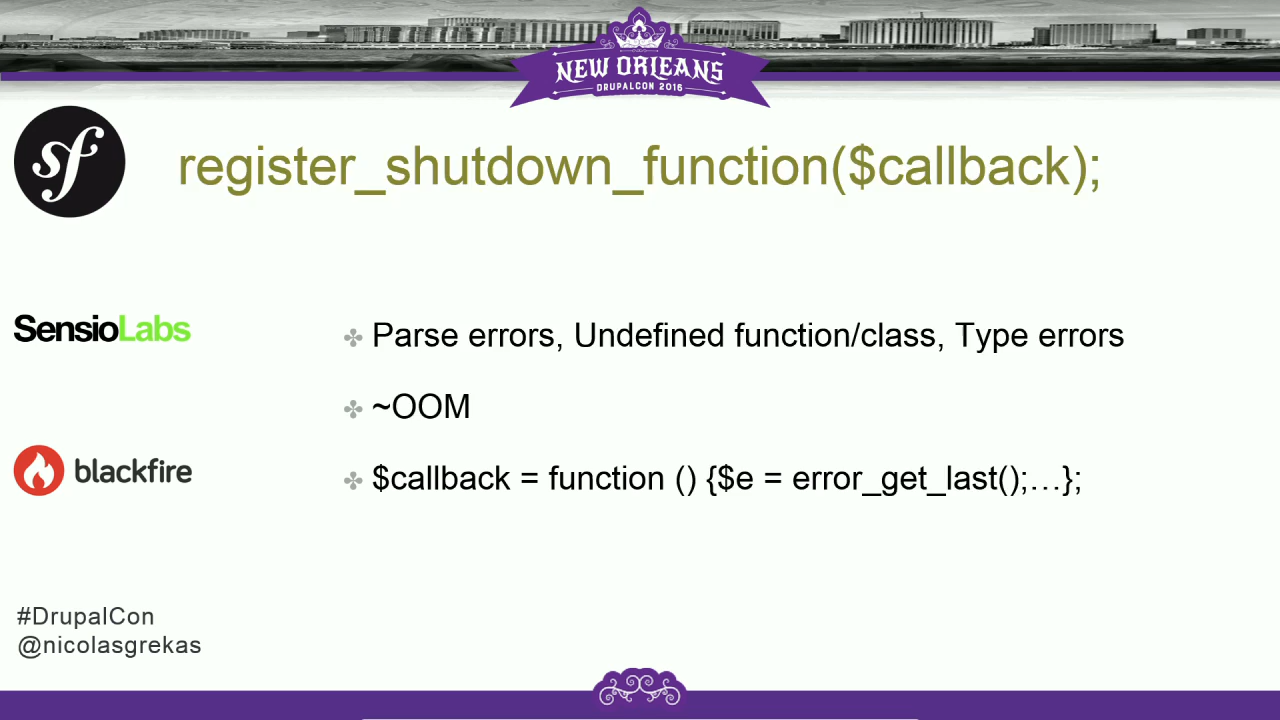 NEW ORLEANS
DRUPALCON 2016
sf
register_shutdown_function($callback);
SensioLabs
Parse errors, Undefined function/class, Type errors
~OOM
blackfire
$callback = function () {$e = error_get_last();…};
#DrupalCon
@nicolasgrekas